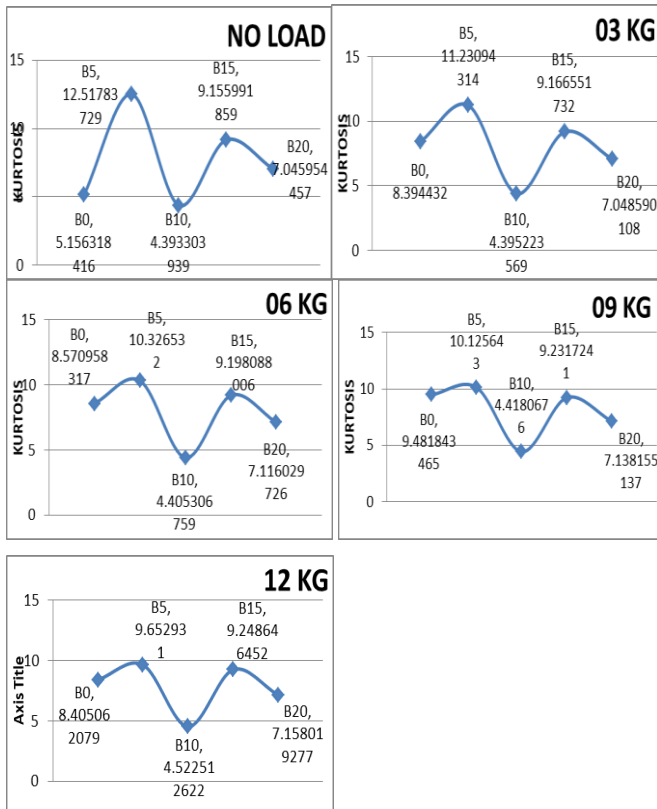 NO LOAD
KURTOSIS
15
10
5
0
B0,
5.156318
416
B5,
12.51783
729
B10,
4.393303
939
B15,
9.155991
859
B20,
7.045954
457
03 KG
KURTOSIS
15
10
5
0
B0,
8.394432
B5,
11.23094
314
B10,
4.395223
569
B15,
9.166551
732
B20,
7.048590
108
06 KG
KURTOSIS
15
10
5
0
B0,
8.570958
317
B5,
10.32653
2
B10,
4.405306
759
B15,
9.198088
006
B20,
7.116029
726
09 KG
KURTOSIS
15
10
5
0
B0,
9.481843
465
B5,
10.12564
3
B10,
4.418067
6
B15,
9.231724
1
B20,
7.138155
137
12 KG
Axis Title
15
10
5
0
B0,
8.40506
2079
B5,
9.65293
1
B10,
4.52251
2622
B15,
9.24864
6452
B20,
7.15801
9277